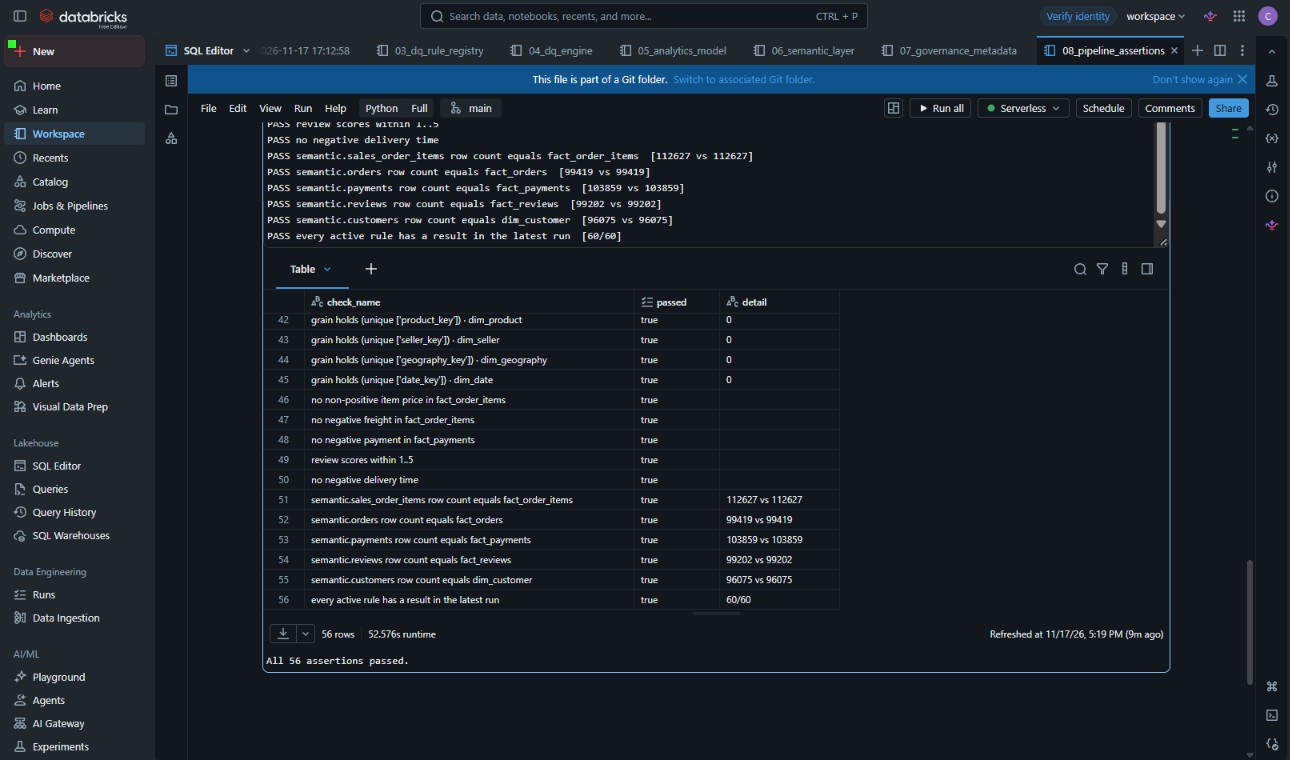 databricks
Free Edition
Search data, notebooks, recents, and more...
CTRL + P
Verify identity
workspace
C
New
Home
Learn
Workspace
Recents
Catalog
Jobs & Pipelines
Compute
Discover
Marketplace
Analytics
Dashboards
Genie Agents
Alerts
Visual Data Prep
Lakehouse
SQL Editor
Queries
Query History
SQL Warehouses
Data Engineering
Runs
Data Ingestion
AI/ML
Playground
Agents
AI Gateway
Experiments
SQL Editor
26-11-17 17:12:58
03_dq_rule_registry
04_dq_engine
05_analytics_model
06_semantic_layer
07_governance_metadata
08_pipeline_assertions
This file is part of a Git folder. Switch to associated Git folder.
Don't show again
File Edit View Run Help Python Full main
Run all
Serverless
Schedule
Comments
Share
PASS review scores within 1..5
PASS no negative delivery time
PASS semantic.sales_order_items row count equals fact_order_items [112627 vs 112627]
PASS semantic.orders row count equals fact_orders [99419 vs 99419]
PASS semantic.payments row count equals fact_payments [103859 vs 103859]
PASS semantic.reviews row count equals fact_reviews [99202 vs 99202]
PASS semantic.customers row count equals dim_customer [96075 vs 96075]
PASS every active rule has a result in the latest run [60/60]
Table
check_name passed detail
42 grain holds (unique ['product_key']) · dim_product true 0
43 grain holds (unique ['seller_key']) · dim_seller true 0
44 grain holds (unique ['geography_key']) · dim_geography true 0
45 grain holds (unique ['date_key']) · dim_date true 0
46 no non-positive item price in fact_order_items true
47 no negative freight in fact_order_items true
48 no negative payment in fact_payments true
49 review scores within 1..5 true
50 no negative delivery time true
51 semantic.sales_order_items row count equals fact_order_items true 112627 vs 112627
52 semantic.orders row count equals fact_orders true 99419 vs 99419
53 semantic.payments row count equals fact_payments true 103859 vs 103859
54 semantic.reviews row count equals fact_reviews true 99202 vs 99202
55 semantic.customers row count equals dim_customer true 96075 vs 96075
56 every active rule has a result in the latest run true 60/60
56 rows 52.576s runtime
Refreshed at 11/17/26, 5:19 PM (9m ago)
All 56 assertions passed.